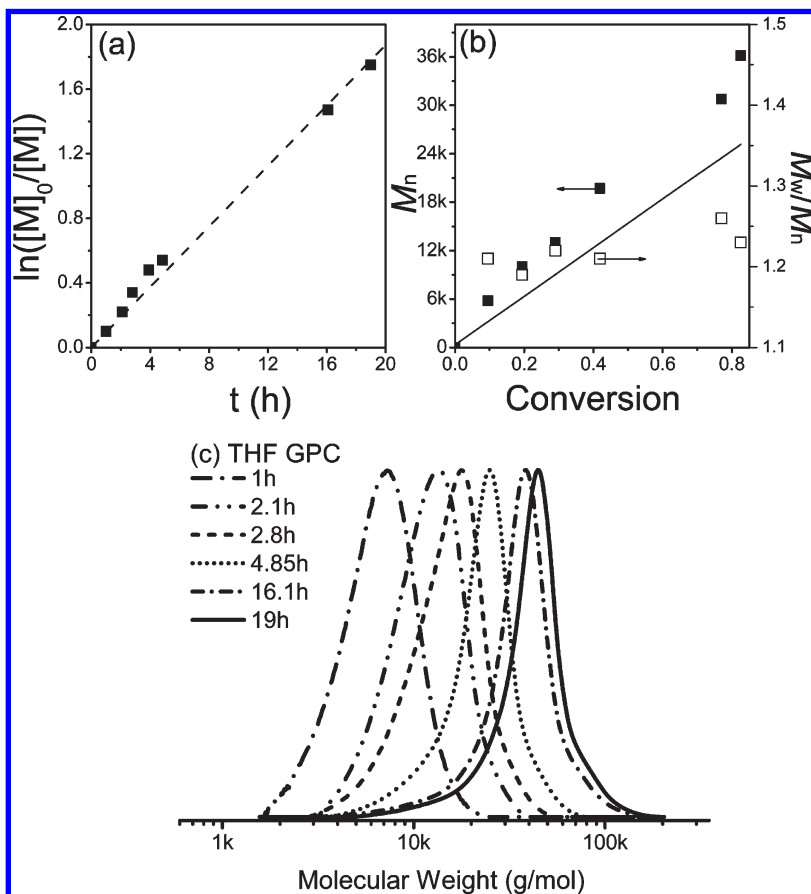 (a)
ln([M]0/[M])
2.0
1.6
1.2
0.8
0.4
0.0
0 4 8 12 16 20
t (h)
(b)
Mn
36k
30k
24k
18k
12k
6k
0.0 0.2 0.4 0.6 0.8
Conversion
1.5
1.4
1.3
1.2
1.1
Mw/Mn
(c) THF GPC
1h
2.1h
2.8h
4.85h
16.1h
19h
1k 10k 100k
Molecular Weight (g/mol)